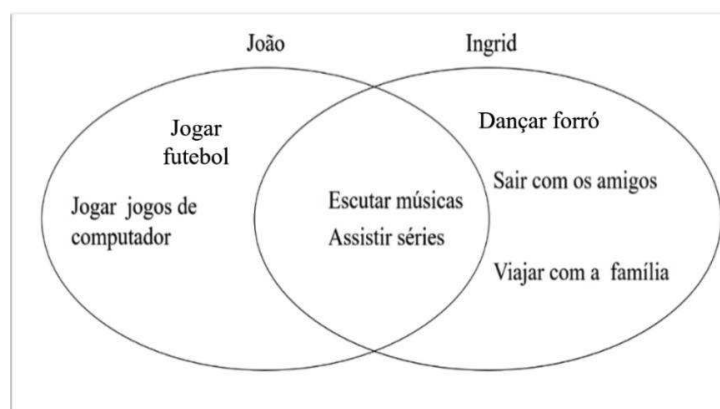 João
Ingrid
Jogar
futebol
Jogar jogos de
computador
Escutar músicas
Assistir séries
Dançar forró
Sair com os amigos
Viajar com a família